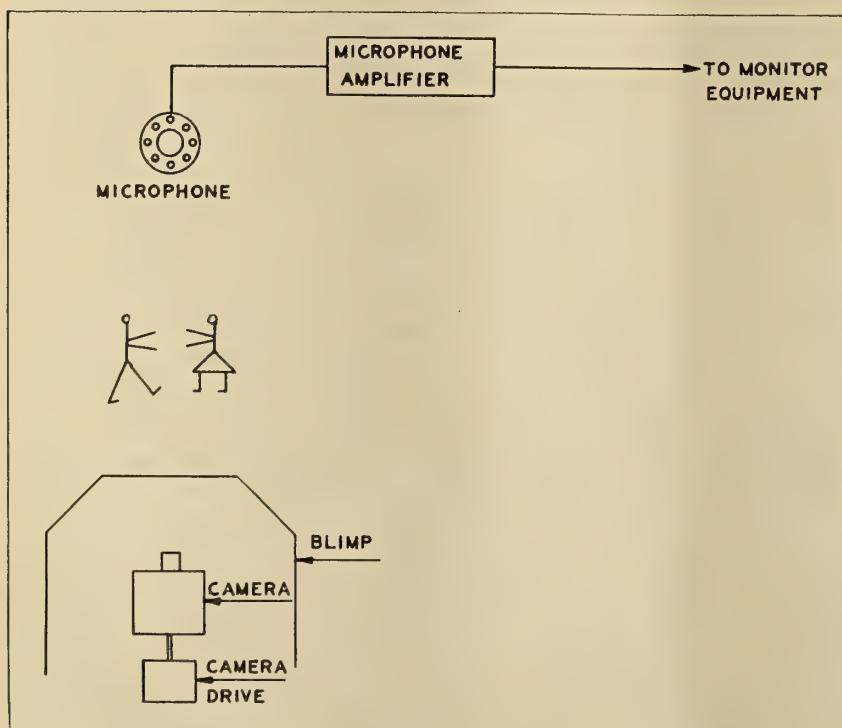 MICROPHONE
AMPLIFIER
TO MONITOR
EQUIPMENT
MICROPHONE
BLIMP
CAMERA
CAMERA
DRIVE